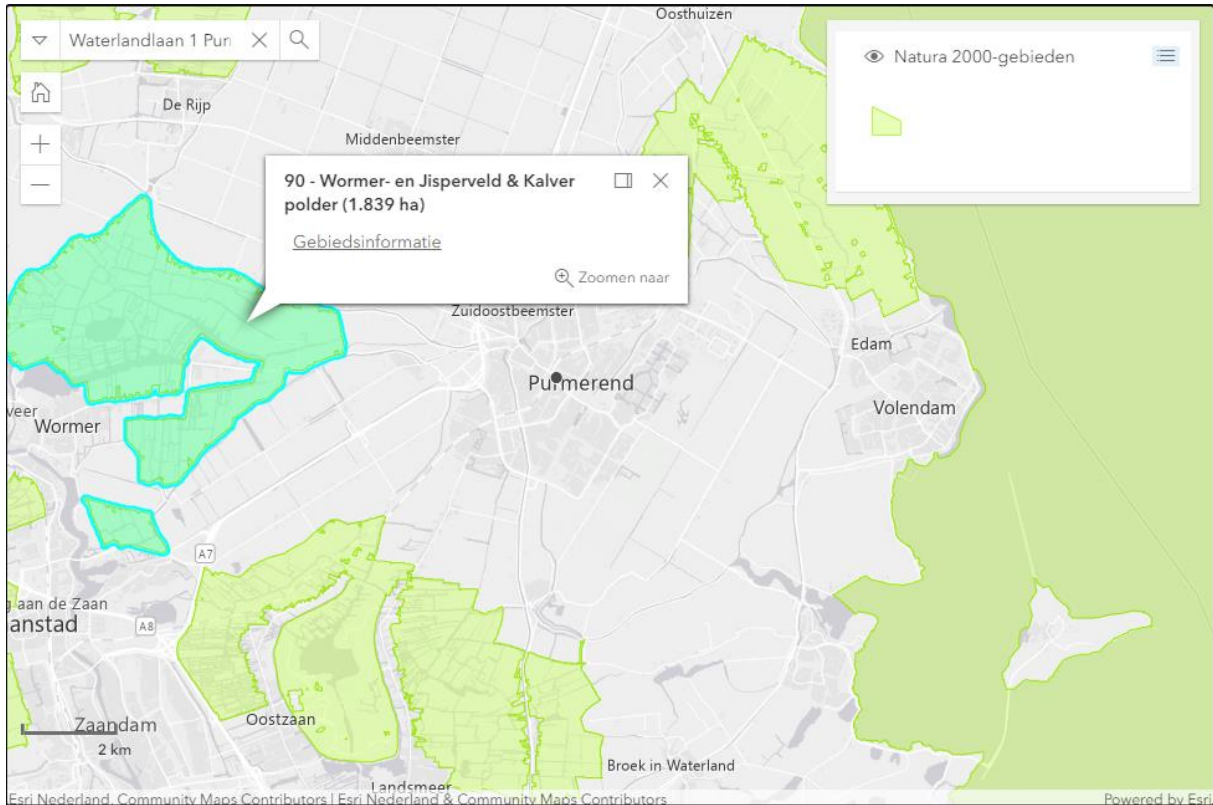 Waterlandlaan 1 Pur
Natura 2000-gebieden
Oosthuizen
De Rijp
Middenbeemster
90 - Wormer- en Jisperveld & Kalver
polder (1.839 ha)
Gebiedsinformatie
Zoomen naar
Zuidoostbeemster
Edam
Purmerend
Volendam
veer
Wormer
A7
aan de Zaan
A8
anstad
Oostzaan
Zaandam
2 km
Broek in Waterland
Landsmeer
Esri Nederland, Community Maps Contributors | Esri Nederland & Community Maps Contributors
Powered by Esri